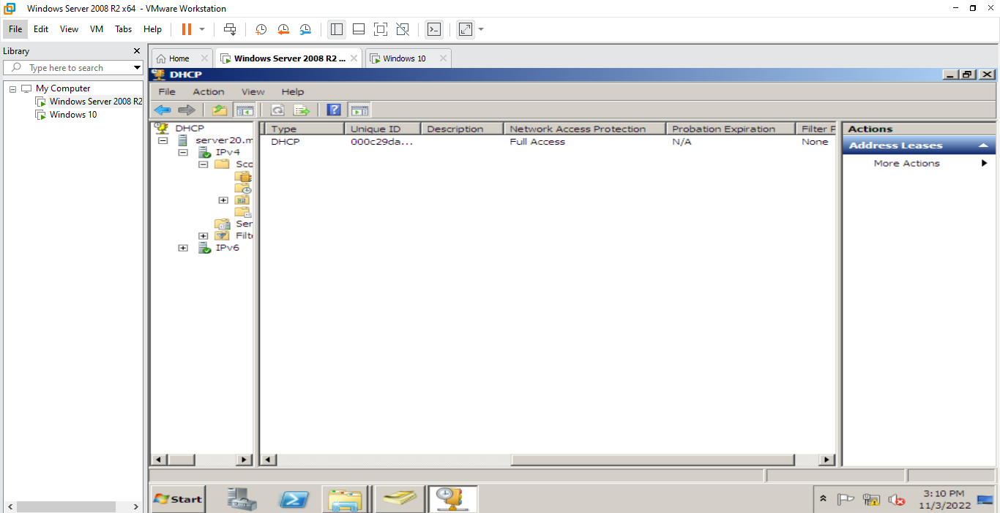 Windows Server 2008 R2 x64 - VMware Workstation
File Edit View VM Tabs Help
Library
Type here to search
My Computer
Windows Server 2008 R2
Windows 10
Home
Windows Server 2008 R2 ...
Windows 10
DHCP
File Action View Help
DHCP
server20.m
IPv4
Sco
Ser
Filt
IPv6
Type Unique ID Description Network Access Protection Probation Expiration Filter P
DHCP 000c29da... Full Access N/A None
Actions
Address Leases
More Actions
Start
3:10 PM
11/3/2022